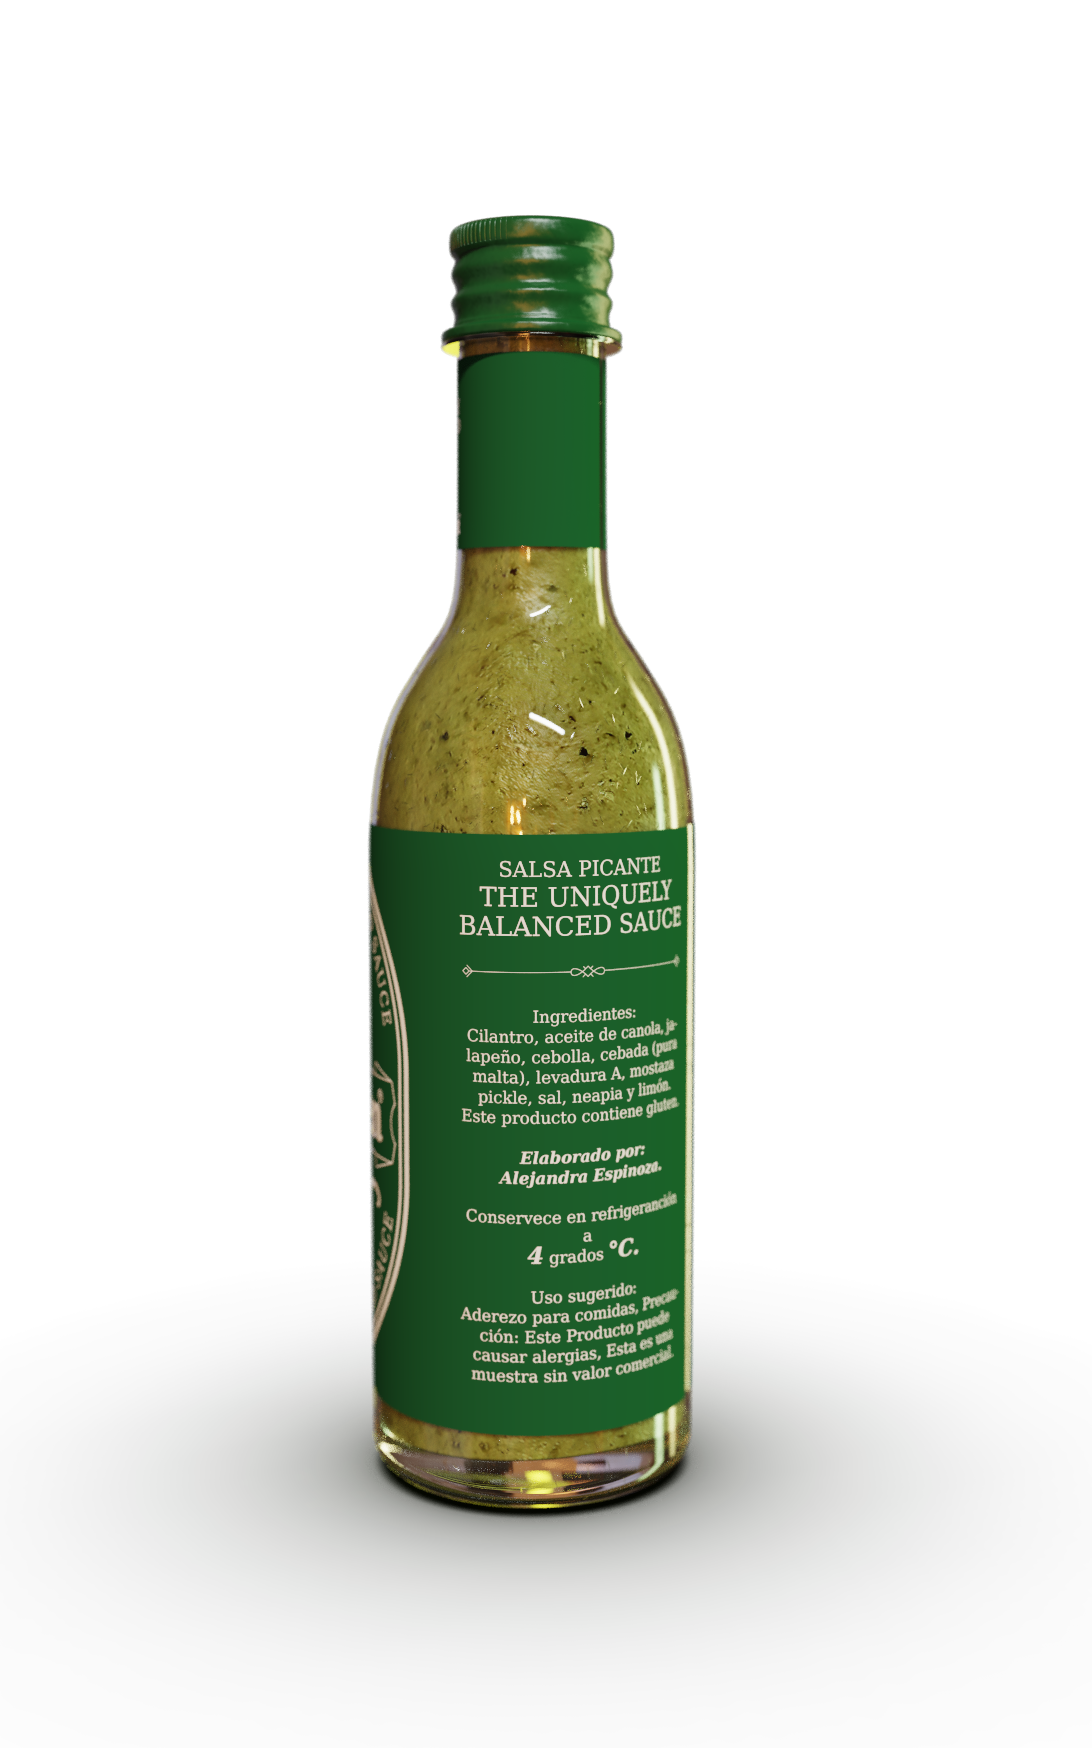 SALSA PICANTE
THE UNIQUELY
BALANCED SAUCE
Ingredientes:
Cilantro, aceite de canola, ja-
lapeño, cebolla, cebada (pura
malta), levadura A, mostaza
pickle, sal, neapia y limón.
Este producto contiene gluten.
Elaborado por:
Alejandra Espinoza.
Conservece en refrigeranción
a
4 grados °C.
Uso sugerido:
Aderezo para comidas, Precau-
ción: Este Producto puede
causar alergias, Esta es una
muestra sin valor comercial.
SAUCE
SAUCE